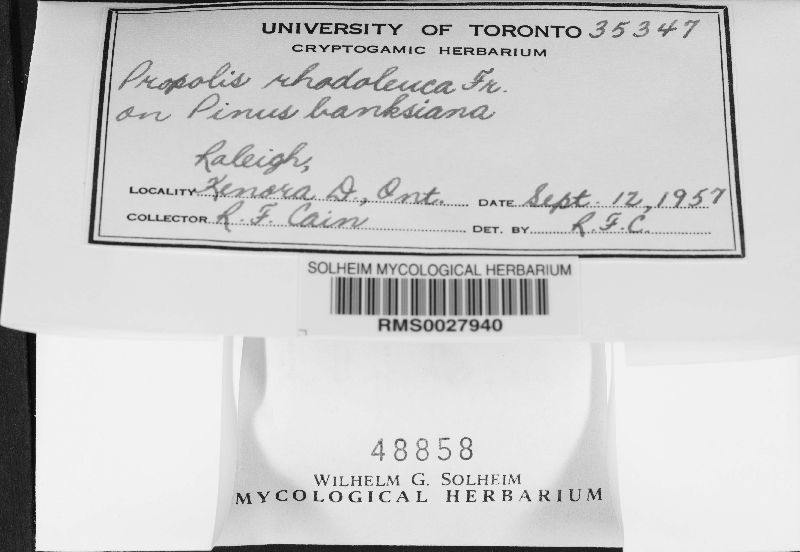 UNIVERSITY OF TORONTO 35347
CRYPTOGAMIC HERBARIUM
Propolis rhodoleuca Fr.
on Pinus banksiana
Raleigh,
LOCALITY Kenora D., Ont. DATE Sept. 12, 1957
COLLECTOR R. F. Cain DET. BY R.F.C.
SOLHEIM MYCOLOGICAL HERBARIUM
RMS0027940
48858
WILHELM G. SOLHEIM
MYCOLOGICAL HERBARIUM